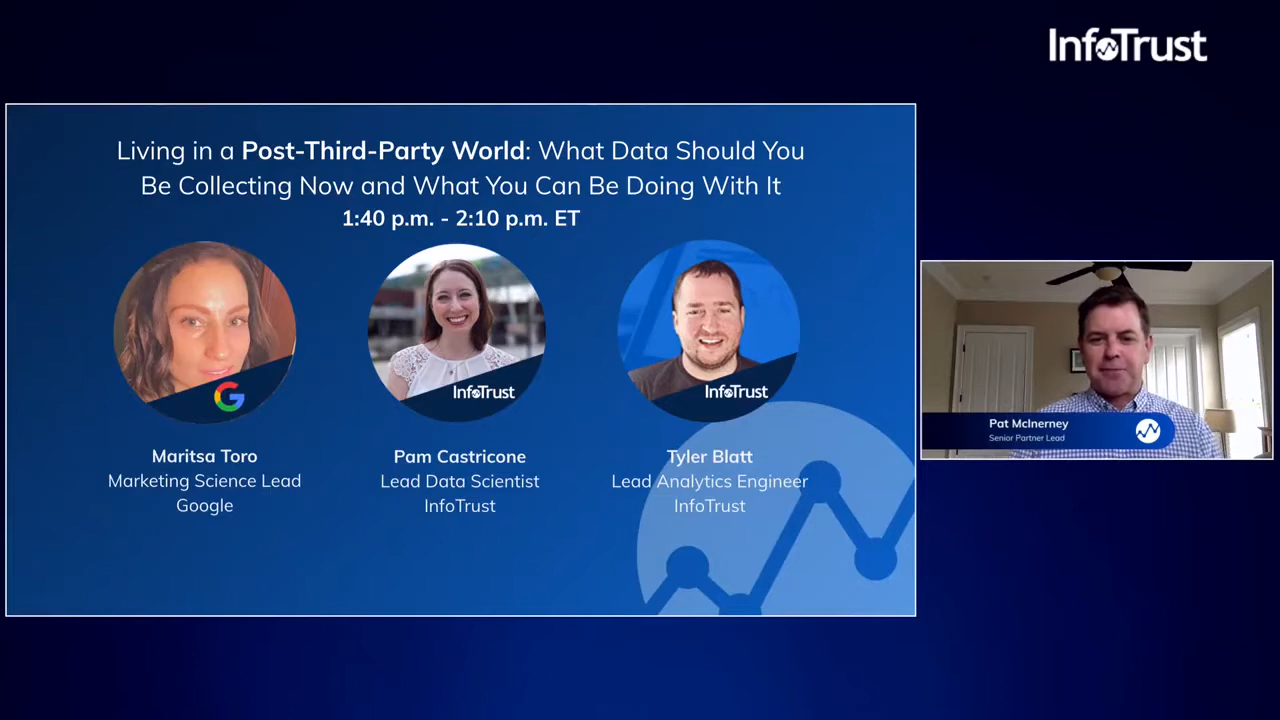 InfoTrust
Living in a Post-Third-Party World: What Data Should You
Be Collecting Now and What You Can Be Doing With It
1:40 p.m. - 2:10 p.m. ET
G
InfoTrust
InfoTrust
Maritsa Toro
Marketing Science Lead
Google
Pam Castricone
Lead Data Scientist
InfoTrust
Tyler Blatt
Lead Analytics Engineer
InfoTrust
Pat McInerney
Senior Partner Lead